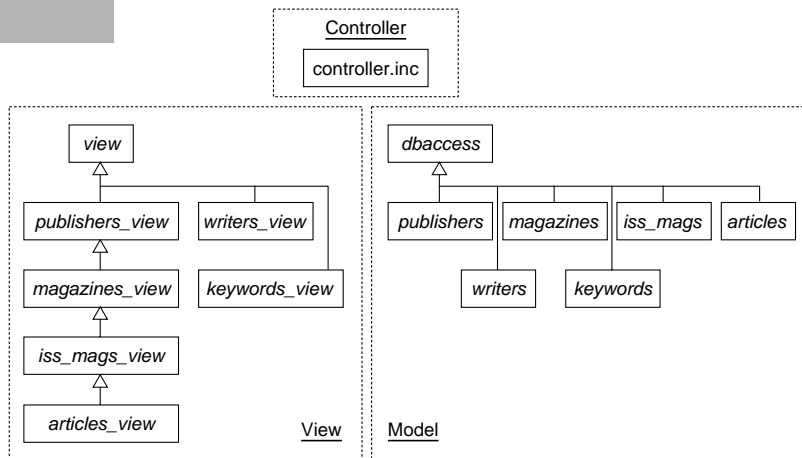 Controller
controller.inc
view
dbaccess
publishers_view
writers_view
publishers
magazines
iss_mags
articles
magazines_view
keywords_view
writers
keywords
iss_mags_view
articles_view
View
Model